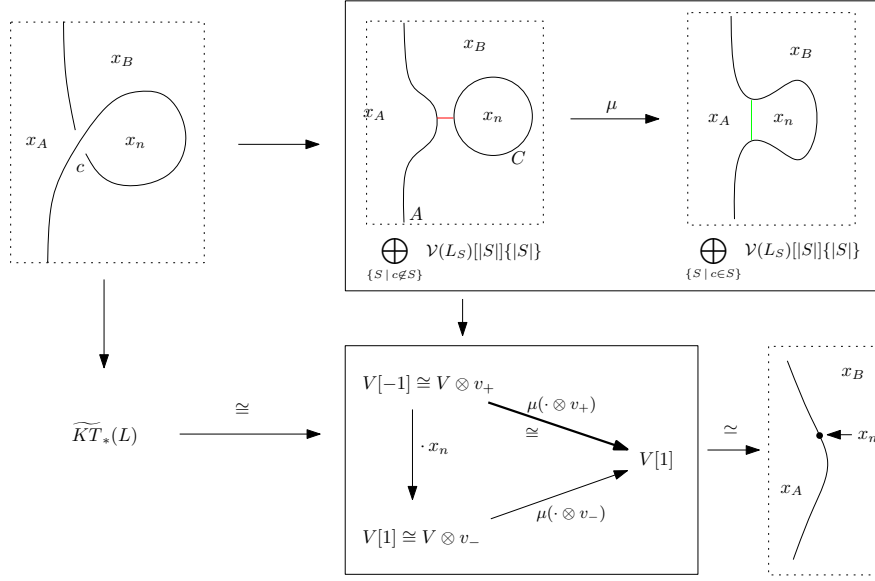 x_B
x_A
x_n
c
x_B
x_A
x_n
C
A
⊕ 𝒱(L_S)[|S|]{|S|}
{S | c∉S}
μ
x_B
x_A
x_n
⊕ 𝒱(L_S)[|S|]{|S|}
{S | c∈S}
≅
\widetilde{KT}_*(L)
V[-1] ≅ V ⊗ v_+
μ(· ⊗ v_+)
≅
· x_n
V[1]
μ(· ⊗ v_-)
V[1] ≅ V ⊗ v_-
≃
x_B
x_n
x_A